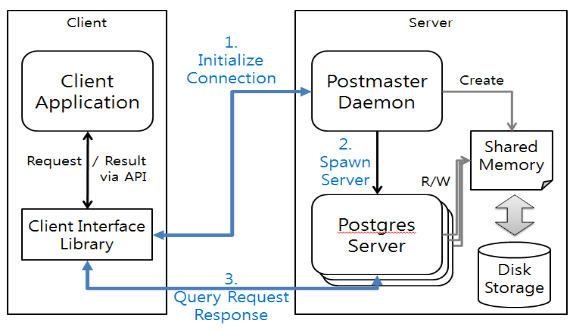 Client
Server
Client
Application
Request / Result
via API
Client Interface
Library
1.
Initialize
Connection
Postmaster
Daemon
Create
2.
Spawn
Server
Shared
Memory
R/W
Postgres
Server
Disk
Storage
3.
Query Request
Response